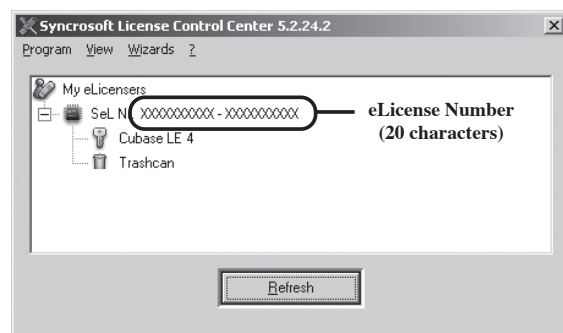 Syncrosoft License Control Center 5.2.24.2
Program View Wizards ?
My eLicensers
SeL N XXXXXXXXXX - XXXXXXXXXX
eLicense Number
(20 characters)
Cubase LE 4
Trashcan
Refresh